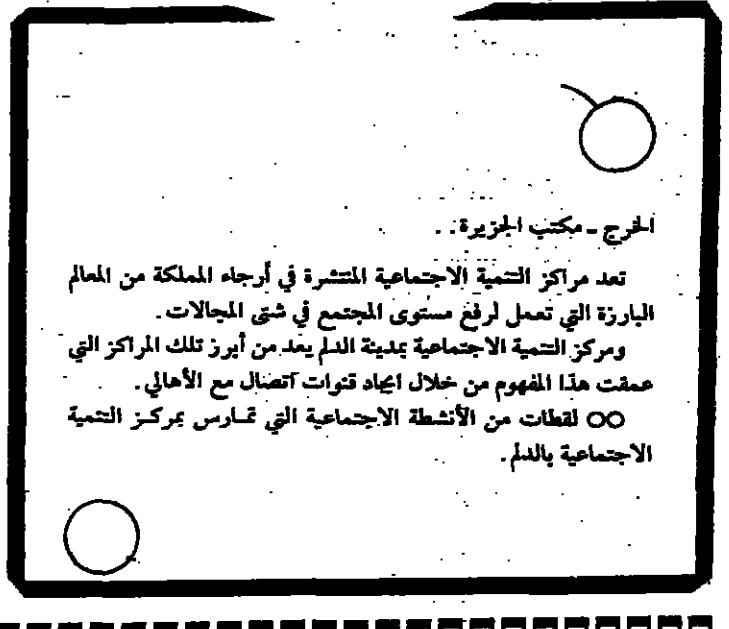 الخرج ـ مكتب الجزيرة . .
تعد مراكز التنمية الاجتماعية المنتشرة في أرجاء المملكة من المعالم
البارزة التي تعمل لرفع مستوى المجتمع في شتى المجالات .
ومركز التنمية الاجتماعية بمدينة الدلم يعد من أبرز تلك المراكز التي
عمقت هذا المفهوم من خلال ايجاد قنوات اتصال مع الأهالي .
○○ لقطات من الأنشطة الاجتماعية التي تمارس بمركز التنمية
الاجتماعية بالدلم .